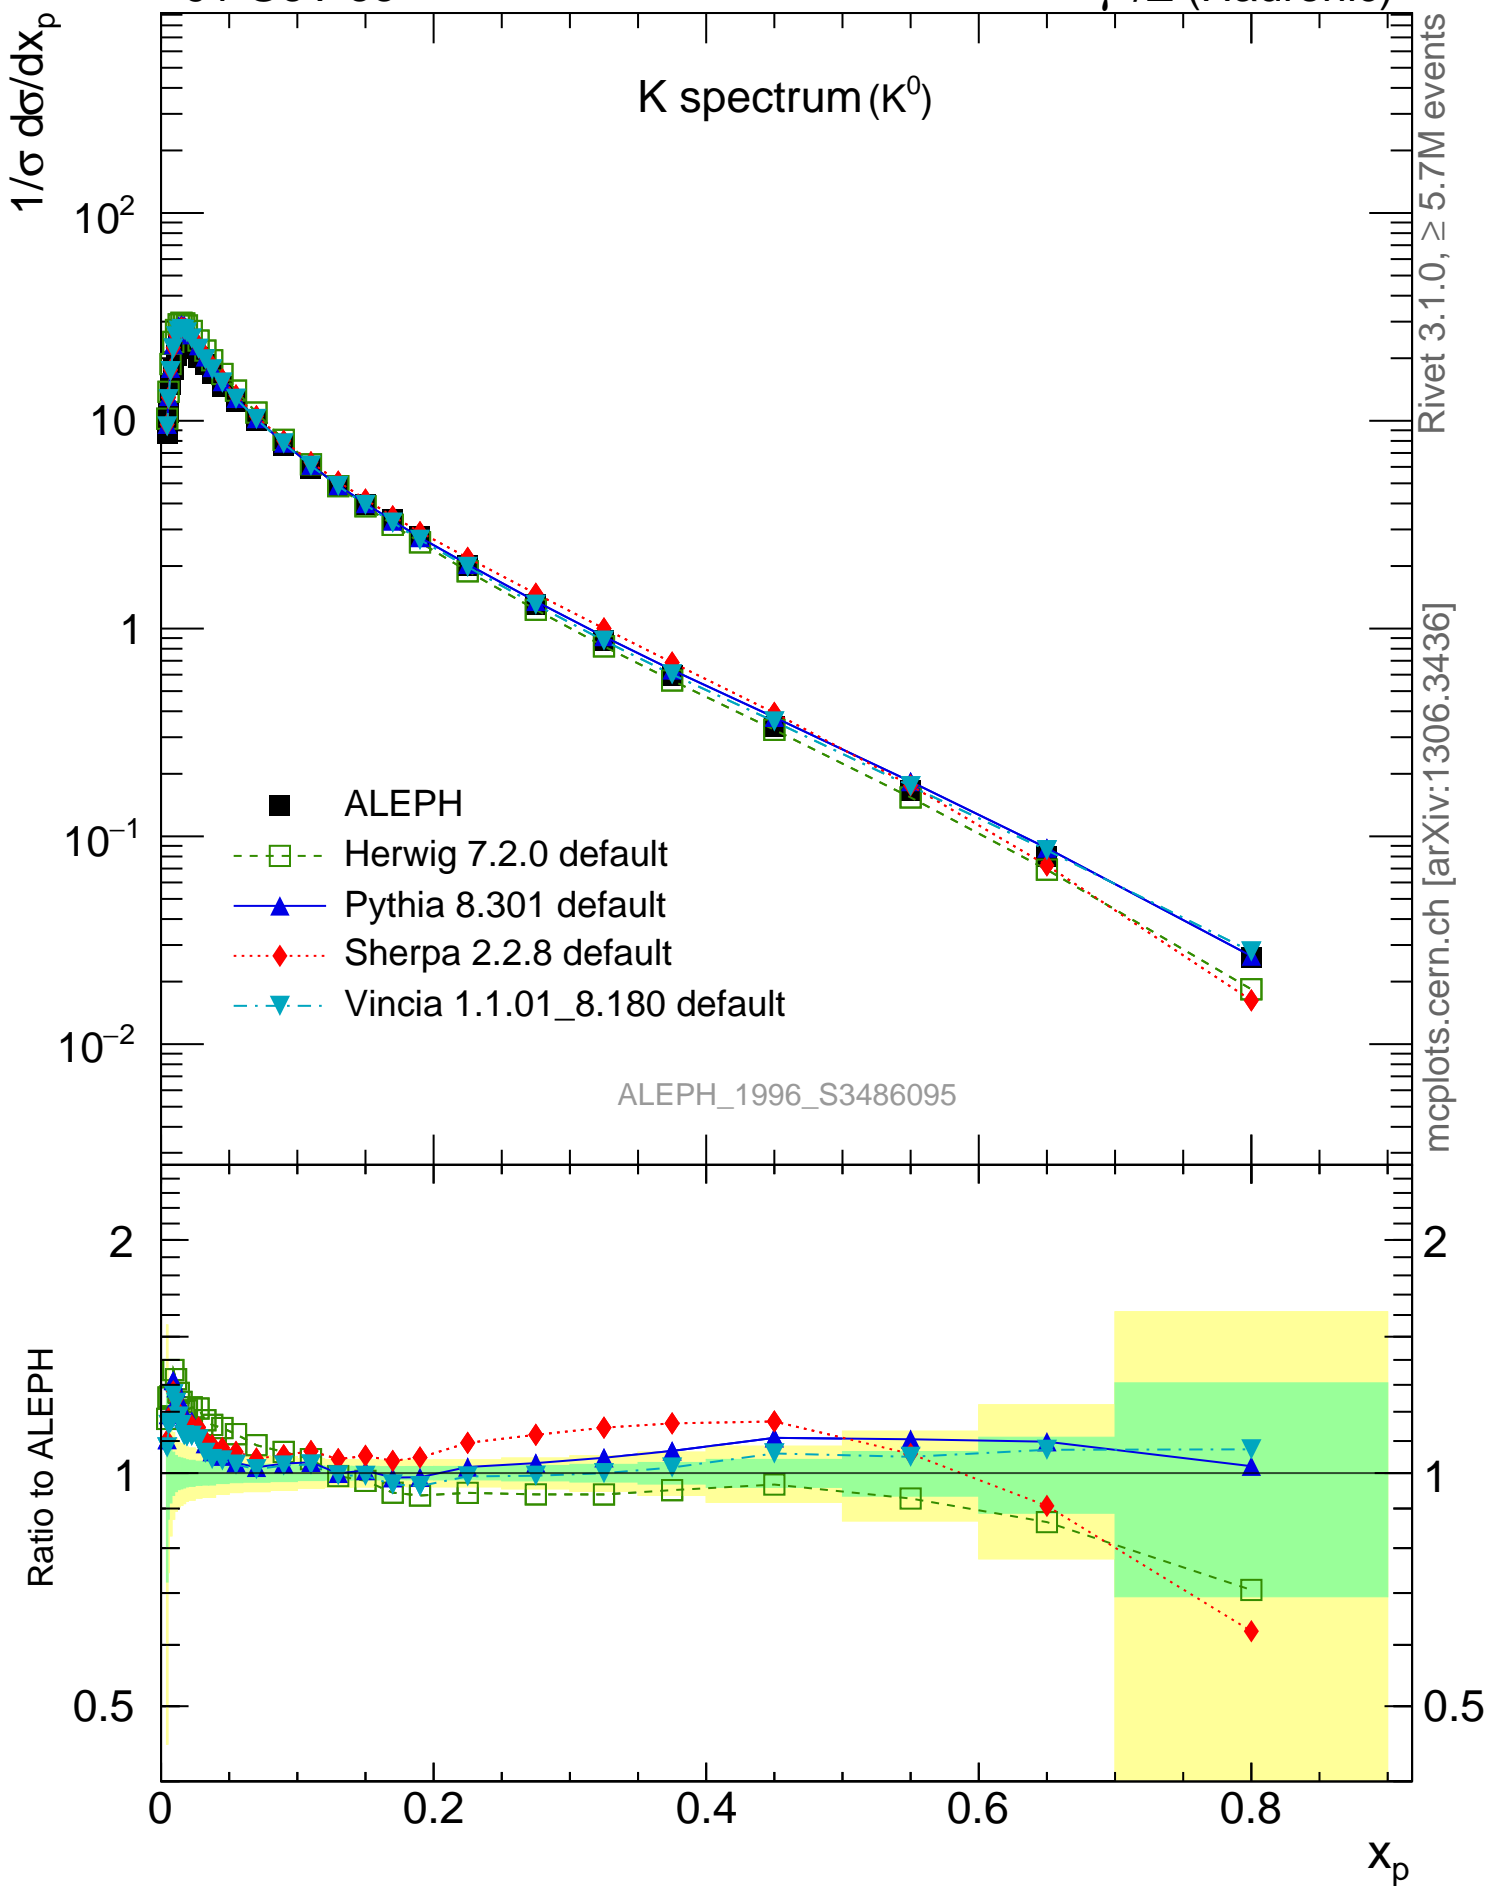 (K⁰)
K spectrum (K⁰)
1/σ dσ/dxₚ
10²
10
1
10⁻¹
10⁻²
ALEPH
Herwig 7.2.0 default
Pythia 8.301 default
Sherpa 2.2.8 default
Vincia 1.1.01_8.180 default
ALEPH_1996_S3486095
Rivet 3.1.0, ≥ 5.7M events
mcplots.cern.ch [arXiv:1306.3436]
Ratio to ALEPH
2
1
0.5
2
1
0.5
0
0.2
0.4
0.6
0.8
xₚ